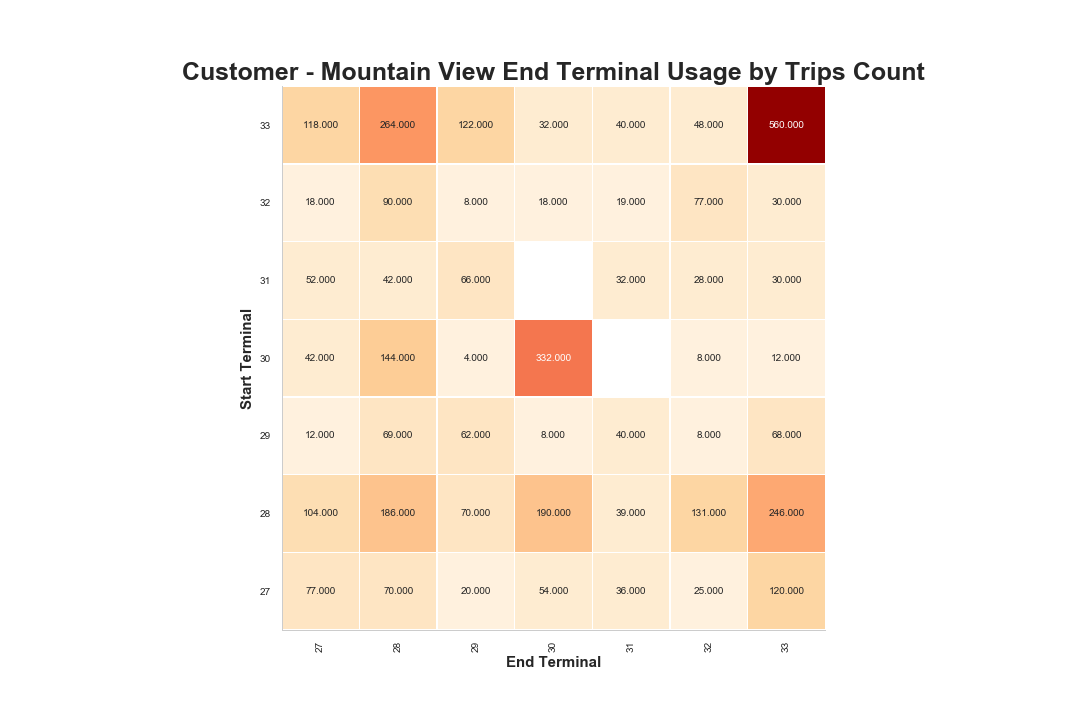 Customer - Mountain View End Terminal Usage by Trips Count
33 118.000 264.000 122.000 32.000 40.000 48.000 560.000
32 18.000 90.000 8.000 18.000 19.000 77.000 30.000
31 52.000 42.000 66.000 32.000 28.000 30.000
30 42.000 144.000 4.000 332.000 8.000 12.000
29 12.000 69.000 62.000 8.000 40.000 8.000 68.000
28 104.000 186.000 70.000 190.000 39.000 131.000 246.000
27 77.000 70.000 20.000 54.000 36.000 25.000 120.000
Start Terminal
27 28 29 30 31 32 33
End Terminal